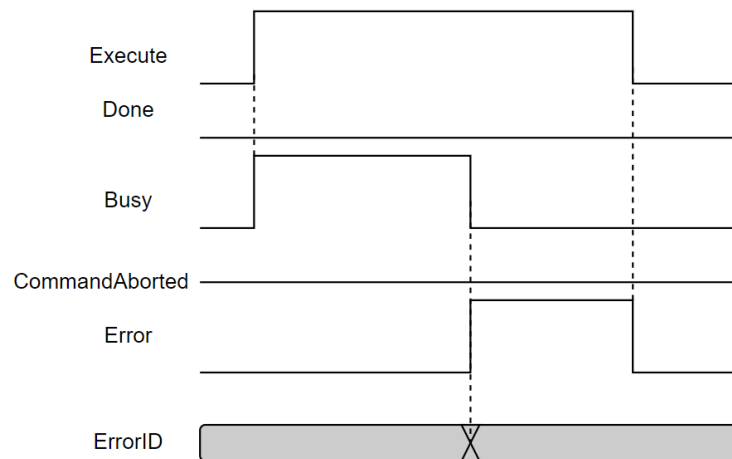 Execute
Done
Busy
CommandAborted
Error
ErrorID